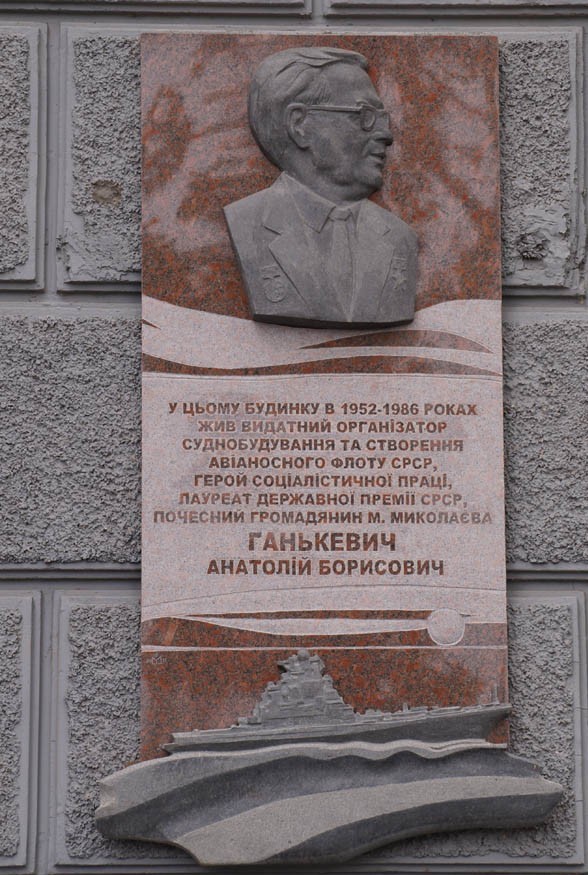 У ЦЬОМУ БУДИНКУ В 1952-1986 РОКАХ
ЖИВ ВИДАТНИЙ ОРГАНІЗАТОР
СУДНОБУДУВАННЯ ТА СТВОРЕННЯ
АВІАНОСНОГО ФЛОТУ СРСР,
ГЕРОЙ СОЦІАЛІСТИЧНОЇ ПРАЦІ,
ЛАУРЕАТ ДЕРЖАВНОЇ ПРЕМІЇ СРСР,
ПОЧЕСНИЙ ГРОМАДЯНИН М. МИКОЛАЄВА
ГАНЬКЕВИЧ
АНАТОЛІЙ БОРИСОВИЧ